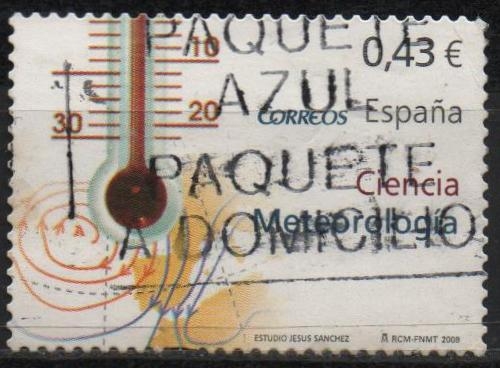 PAQUETE
10
0,43 €
AZUL
30
20
CORREOS
España
PAQUETE
Ciencia
Meteorología
A DOMICILIO
ESTUDIO JESUS SANCHEZ
RCM-FNMT 2008